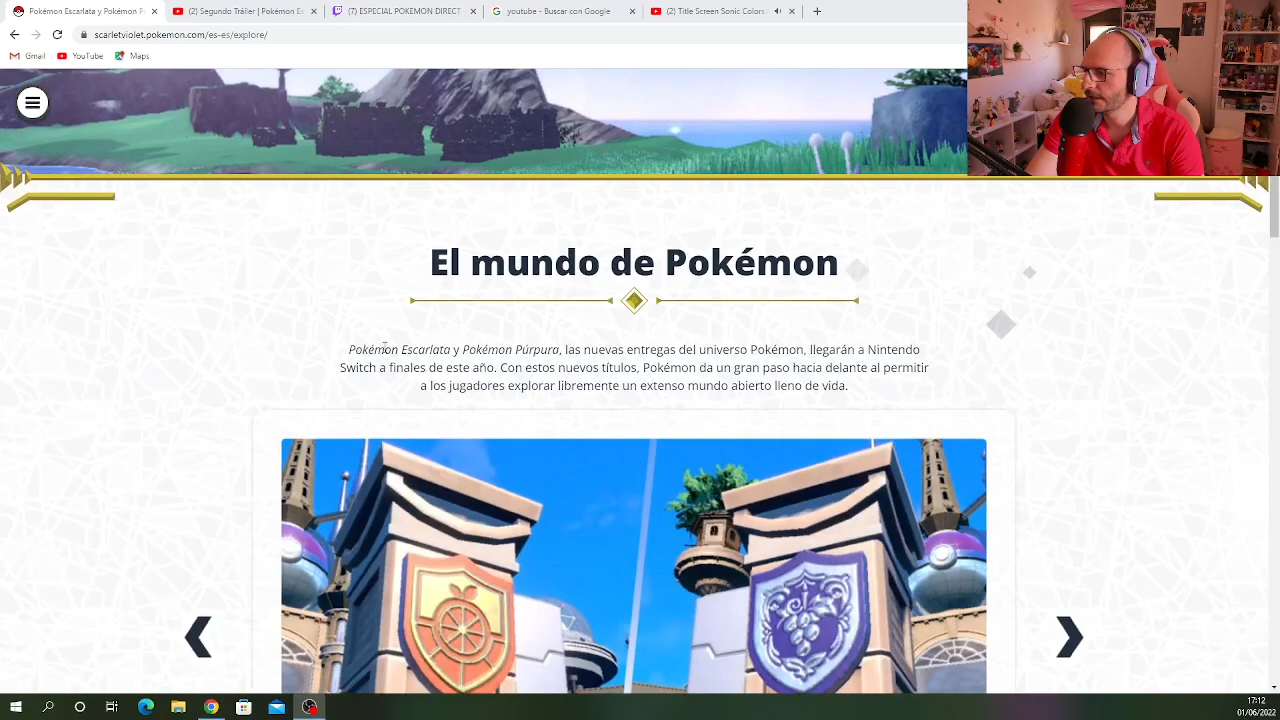 Pokémon Escarlata y Pokémon P
(2) Segundo Tráiler | Pokémon Es
(7) ESPECIAL POKEMON DIRECT
youtube - Buscar con Google
(2) Title Screen Sonic Colors
scarletviolet.pokemon.com/es-es/explore/
Gmail
YouTube
Maps
El mundo de Pokémon
Pokémon Escarlata y Pokémon Púrpura, las nuevas entregas del universo Pokémon, llegarán a Nintendo
Switch a finales de este año. Con estos nuevos títulos, Pokémon da un gran paso hacia delante al permitir
a los jugadores explorar libremente un extenso mundo abierto lleno de vida.
17:12
01/06/2022